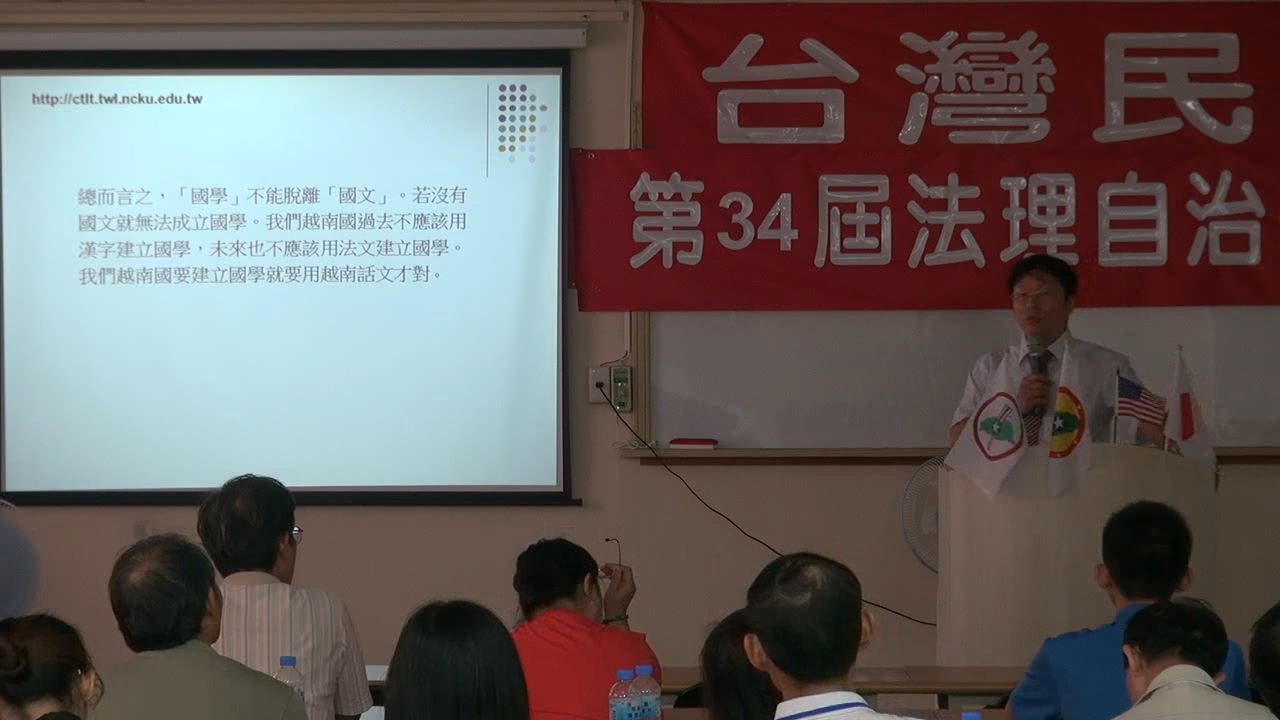 http://ctlt.twl.ncku.edu.tw
總而言之，「國學」不能脫離「國文」。若沒有
國文就無法成立國學。我們越南國過去不應該用
漢字建立國學，未來也不應該用法文建立國學。
我們越南國要建立國學就要用越南話文才對。
台灣民
第34屆法理自治